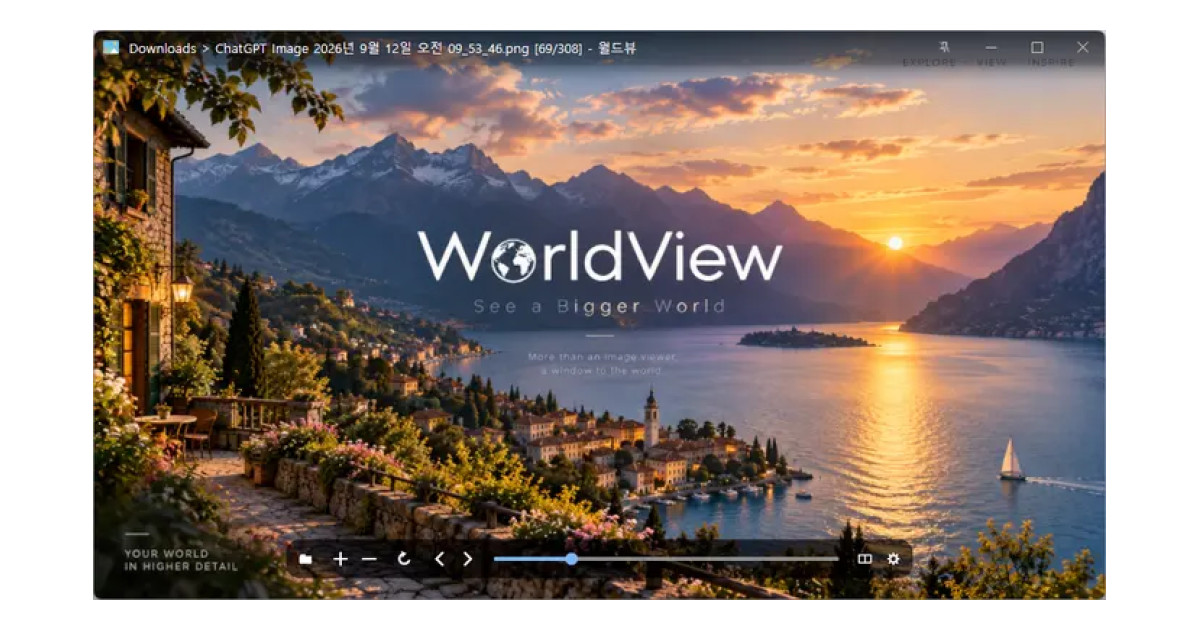 Downloads > ChatGPT Image 2026년 9월 12일 오전 09_53_46.png [69/308] - 월드뷰
EXPLORE VIEW INSPIRE
WorldView
See a Bigger World
More than an image viewer,
a window to the world.
YOUR WORLD
IN HIGHER DETAIL